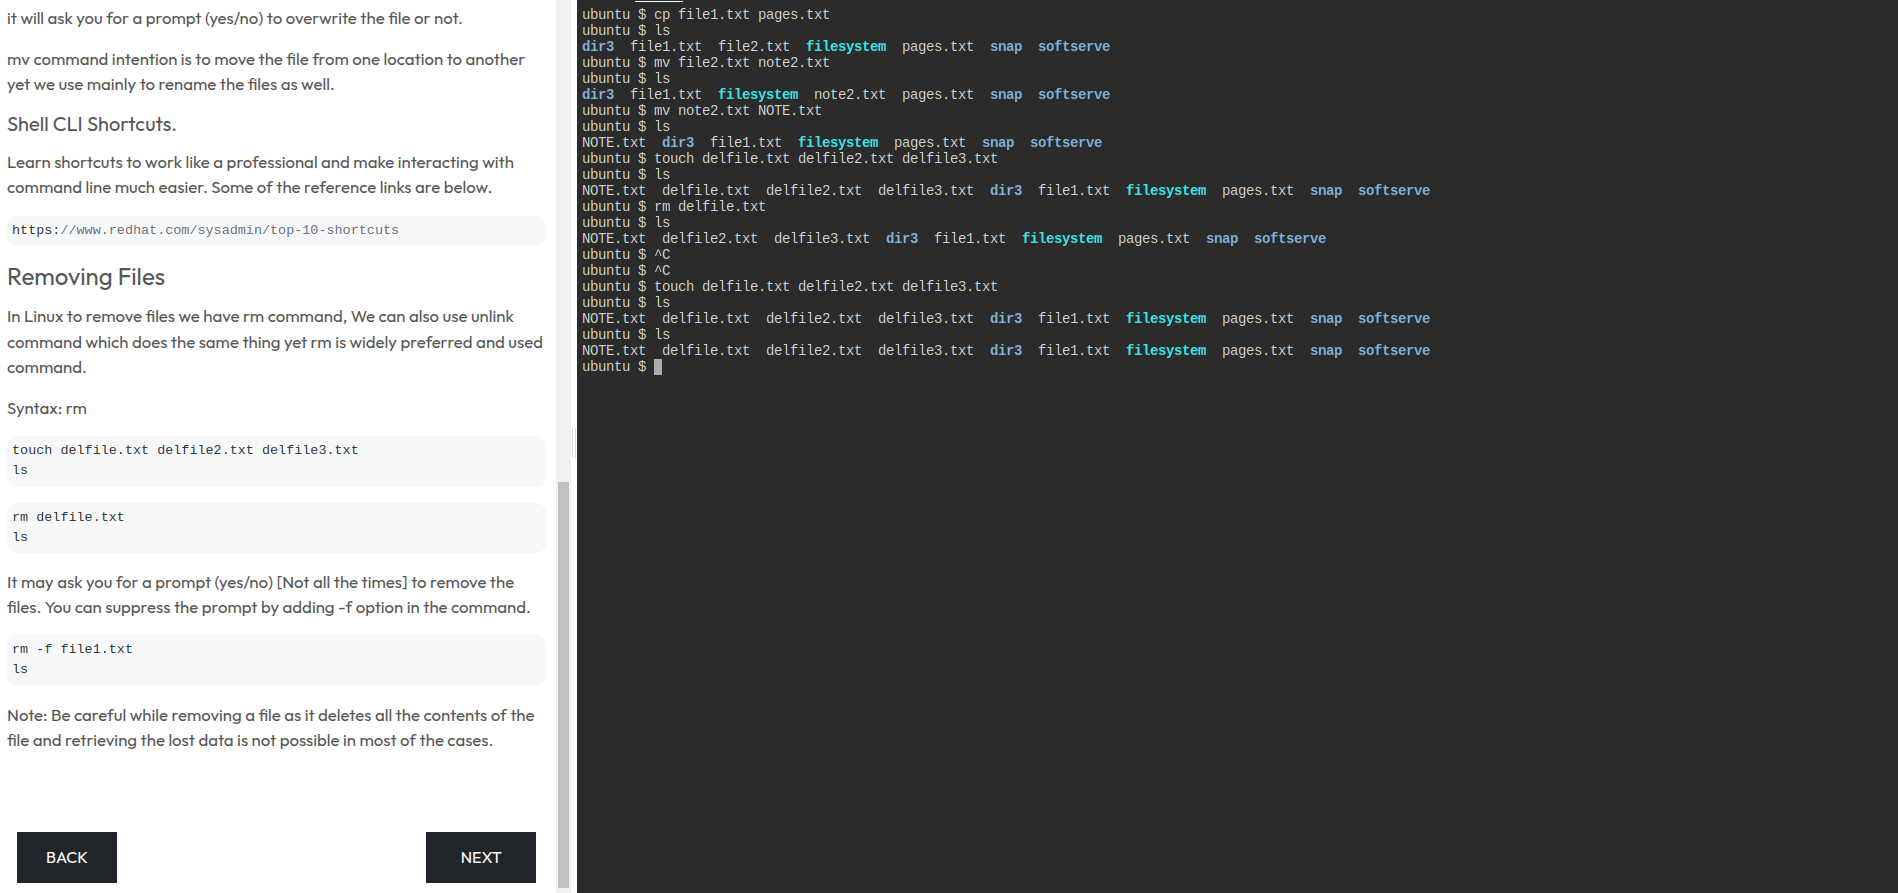 it will ask you for a prompt (yes/no) to overwrite the file or not.
mv command intention is to move the file from one location to another
yet we use mainly to rename the files as well.
Shell CLI Shortcuts.
Learn shortcuts to work like a professional and make interacting with
command line much easier. Some of the reference links are below.
https://www.redhat.com/sysadmin/top-10-shortcuts
Removing Files
In Linux to remove files we have rm command, We can also use unlink
command which does the same thing yet rm is widely preferred and used
command.
Syntax: rm
touch delfile.txt delfile2.txt delfile3.txt
ls
rm delfile.txt
ls
It may ask you for a prompt (yes/no) [Not all the times] to remove the
files. You can suppress the prompt by adding -f option in the command.
rm -f file1.txt
ls
Note: Be careful while removing a file as it deletes all the contents of the
file and retrieving the lost data is not possible in most of the cases.
BACK
NEXT
ubuntu $ cp file1.txt pages.txt
ubuntu $ ls
dir3  file1.txt  file2.txt  filesystem  pages.txt  snap  softserve
ubuntu $ mv file2.txt note2.txt
ubuntu $ ls
dir3  file1.txt  filesystem  note2.txt  pages.txt  snap  softserve
ubuntu $ mv note2.txt NOTE.txt
ubuntu $ ls
NOTE.txt  dir3  file1.txt  filesystem  pages.txt  snap  softserve
ubuntu $ touch delfile.txt delfile2.txt delfile3.txt
ubuntu $ ls
NOTE.txt  delfile.txt  delfile2.txt  delfile3.txt  dir3  file1.txt  filesystem  pages.txt  snap  softserve
ubuntu $ rm delfile.txt
ubuntu $ ls
NOTE.txt  delfile2.txt  delfile3.txt  dir3  file1.txt  filesystem  pages.txt  snap  softserve
ubuntu $ ^C
ubuntu $ ^C
ubuntu $ touch delfile.txt delfile2.txt delfile3.txt
ubuntu $ ls
NOTE.txt  delfile.txt  delfile2.txt  delfile3.txt  dir3  file1.txt  filesystem  pages.txt  snap  softserve
ubuntu $ ls
NOTE.txt  delfile.txt  delfile2.txt  delfile3.txt  dir3  file1.txt  filesystem  pages.txt  snap  softserve
ubuntu $